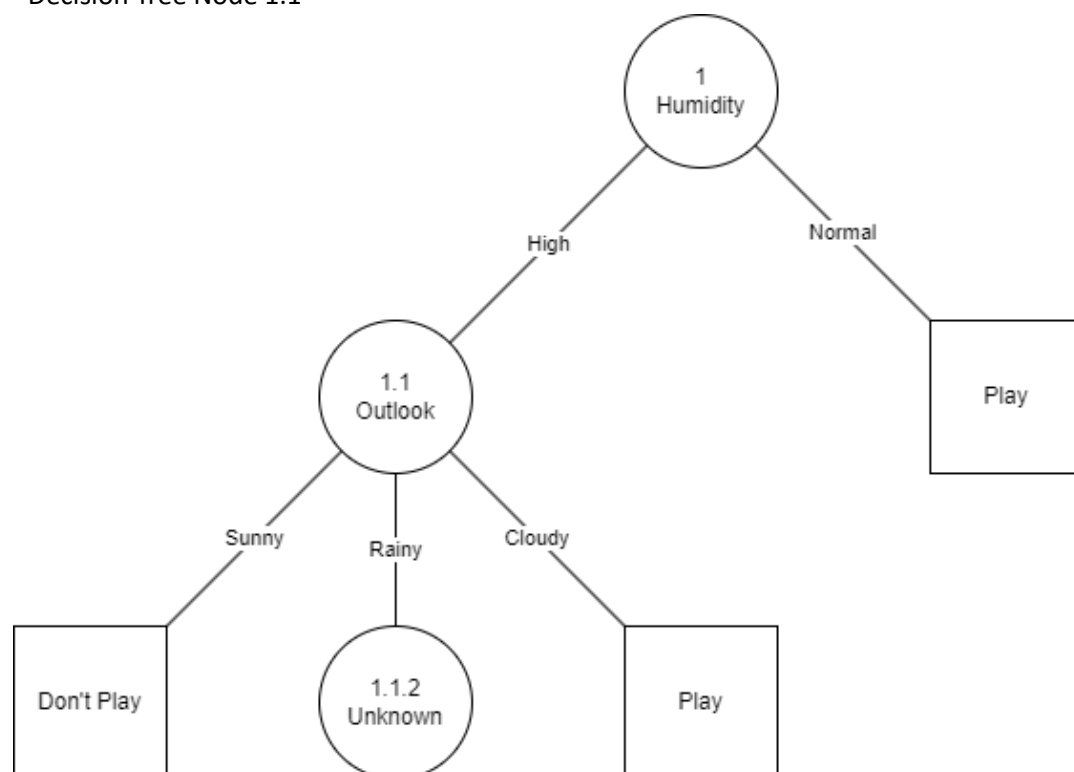 Decision Tree Node 1.1
1
Humidity
High
Normal
1.1
Outlook
Play
Sunny
Rainy
Cloudy
Don't Play
1.1.2
Unknown
Play